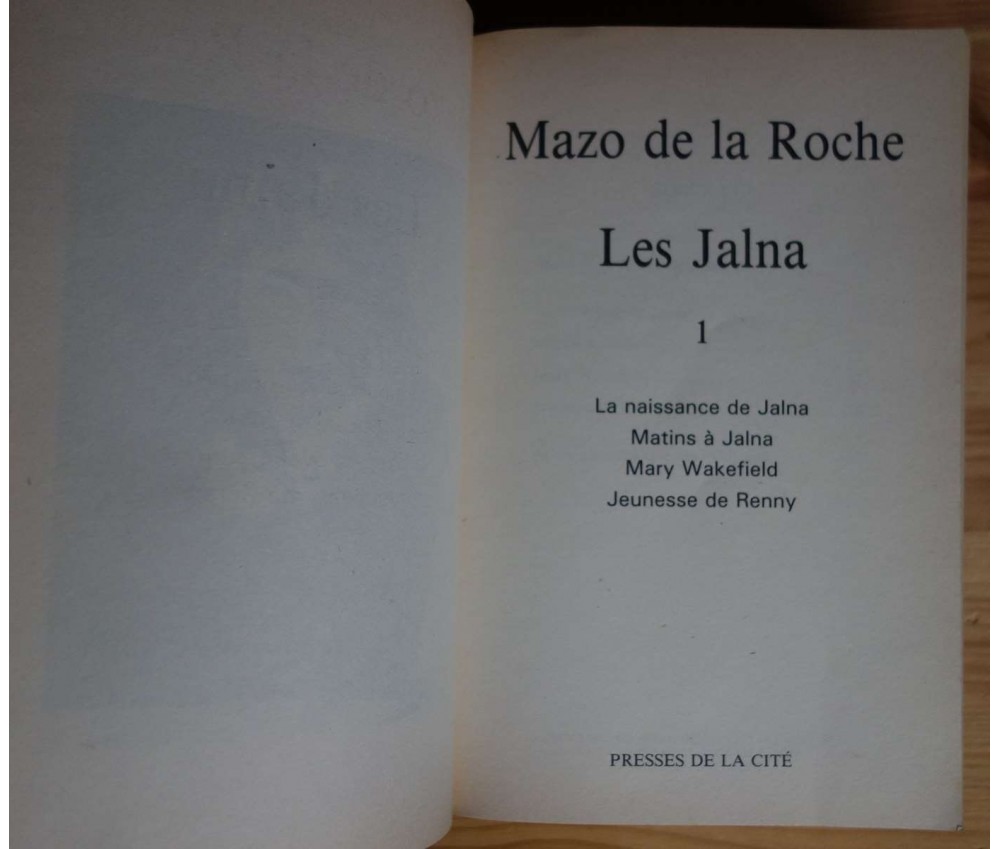 Mazo de la Roche
Les Jalna
1
La naissance de Jalna
Matins à Jalna
Mary Wakefield
Jeunesse de Renny
PRESSES DE LA CITÉ